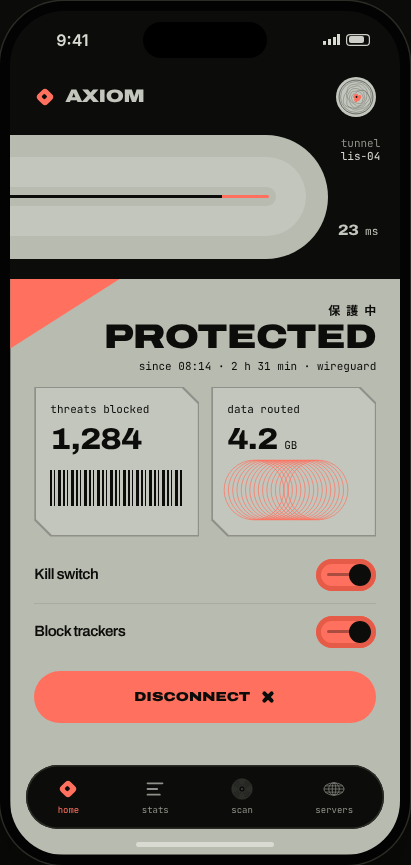 9:41
AXIOM
tunnel
lis-04
23 ms
保護中
PROTECTED
since 08:14 · 2 h 31 min · wireguard
threats blocked
1,284
data routed
4.2 GB
Kill switch
Block trackers
DISCONNECT
home
stats
scan
servers